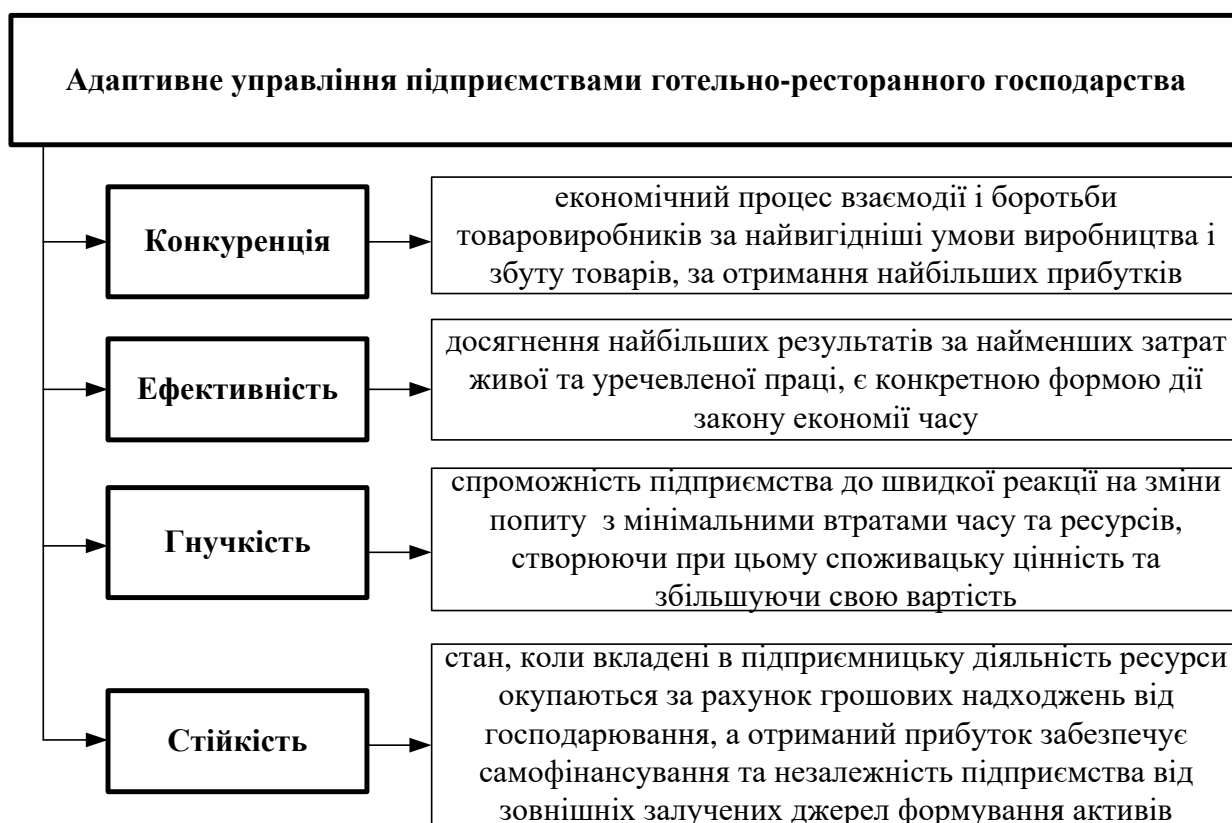 Адаптивне управління підприємствами готельно-ресторанного господарства
Конкуренція
економічний процес взаємодії і боротьби
товаровиробників за найвигідніші умови виробництва і
збуту товарів, за отримання найбільших прибутків
Ефективність
досягнення найбільших результатів за найменших затрат
живої та уречевленої праці, є конкретною формою дії
закону економії часу
Гнучкість
спроможність підприємства до швидкої реакції на зміни
попиту з мінімальними втратами часу та ресурсів,
створюючи при цьому споживацьку цінність та
збільшуючи свою вартість
Стійкість
стан, коли вкладені в підприємницьку діяльність ресурси
окупаються за рахунок грошових надходжень від
господарювання, а отриманий прибуток забезпечує
самофінансування та незалежність підприємства від
зовнішніх залучених джерел формування активів